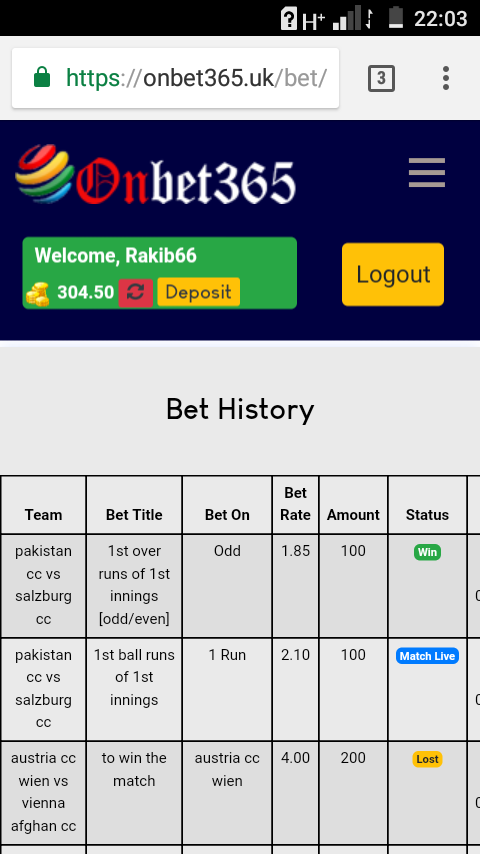 H+ 22:03
https://onbet365.uk/bet/ 3
Onbet365
Welcome, Rakib66
304.50 Deposit
Logout
Bet History
Team Bet Title Bet On Bet Rate Amount Status
pakistan 1st over Odd 1.85 100 Win
cc vs runs of 1st
salzburg innings
cc [odd/even]
pakistan 1st ball runs 1 Run 2.10 100 Match Live
cc vs of 1st
salzburg innings
cc
austria cc to win the austria cc 4.00 200 Lost
wien vs match wien
vienna
afghan cc